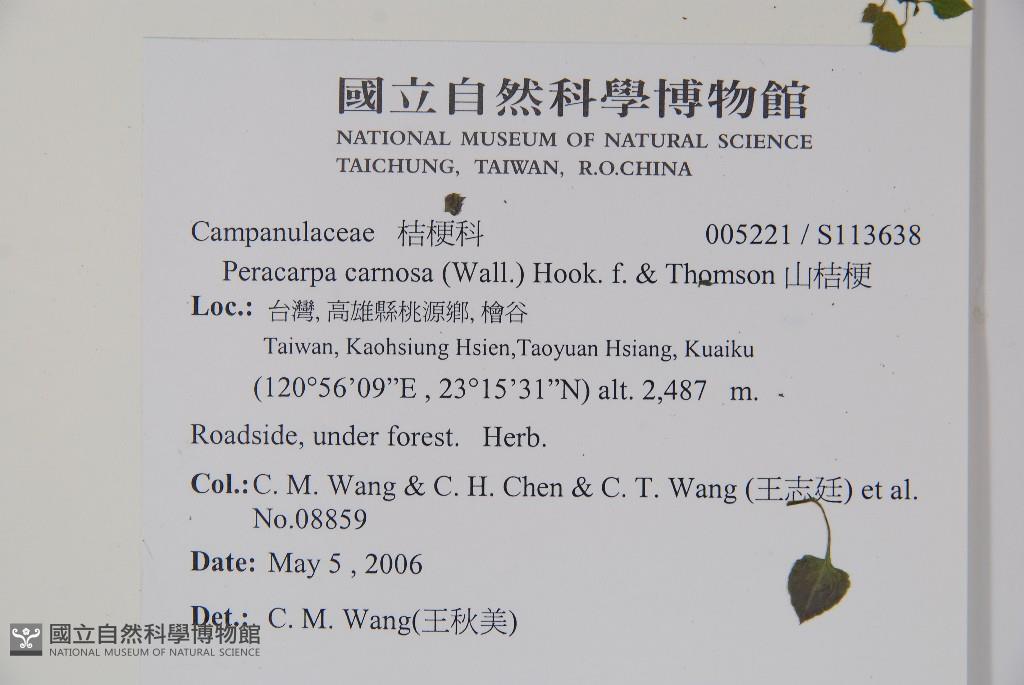 國立自然科學博物館
NATIONAL MUSEUM OF NATURAL SCIENCE
TAICHUNG, TAIWAN, R.O.CHINA
Campanulaceae 桔梗科 005221 / S113638
Peracarpa carnosa (Wall.) Hook. f. & Thomson 山桔梗
Loc.: 台灣, 高雄縣桃源鄉, 檜谷
Taiwan, Kaohsiung Hsien,Taoyuan Hsiang, Kuaiku
(120°56’09”E , 23°15’31”N) alt. 2,487 m.
Roadside, under forest. Herb.
Col.: C. M. Wang & C. H. Chen & C. T. Wang (王志廷) et al.
No.08859
Date: May 5 , 2006
Det.: C. M. Wang(王秋美)
國立自然科學博物館
NATIONAL MUSEUM OF NATURAL SCIENCE